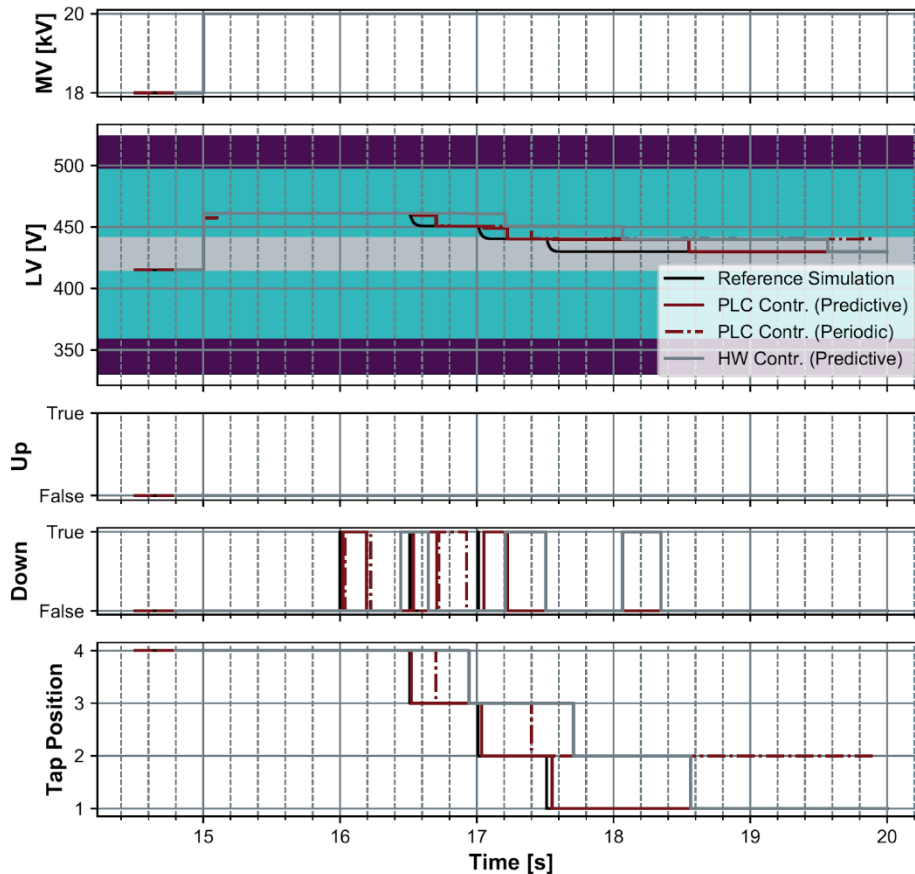 MV [kV]
20
18
LV [V]
500
450
400
350
Reference Simulation
PLC Contr. (Predictive)
PLC Contr. (Periodic)
HW Contr. (Predictive)
Up
True
False
Down
True
False
Tap Position
4
3
2
1
15 16 17 18 19 20
Time [s]